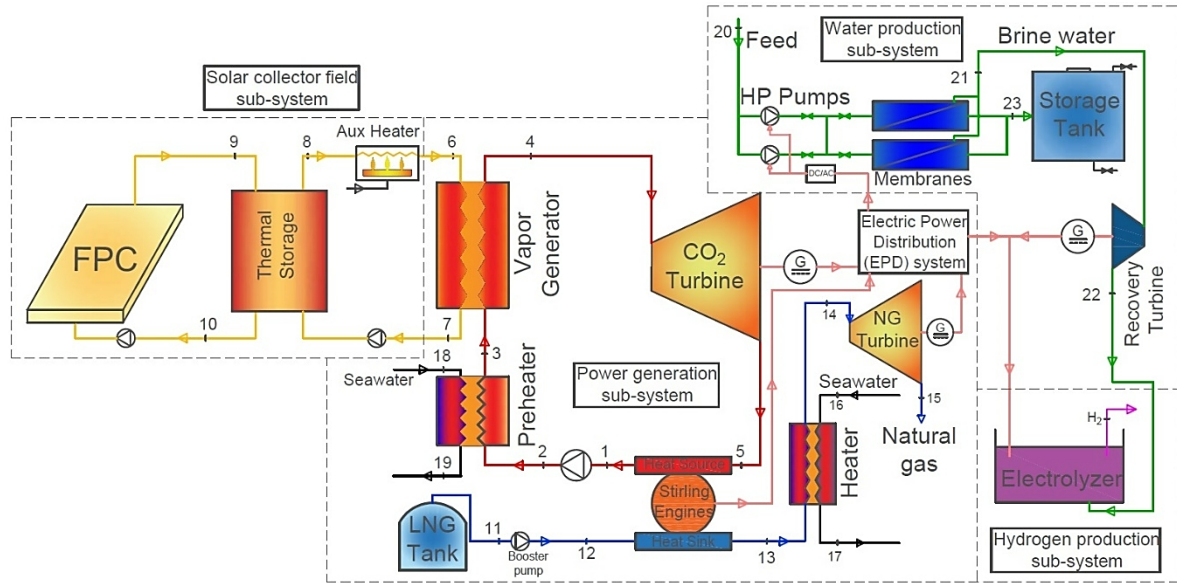 20
Feed
Water production
sub-system
Brine water
21
23
Storage
Tank
HP Pumps
Membranes
DC/AC
Solar collector field
sub-system
9
8
Aux Heater
6
4
FPC
Thermal
Storage
10
7
Vapor
Generator
CO₂
Turbine
G
Electric Power
Distribution
(EPD) system
G
22
Recovery
Turbine
14
NG
Turbine
G
15
Natural
gas
18
Seawater
3
Preheater
19
Power generation
sub-system
Seawater
16
Heater
17
2
1
5
Heat Source
Stirling
Engines
Heat Sink
LNG
Tank
11
Booster
pump
12
13
H₂
Electrolyzer
Hydrogen production
sub-system